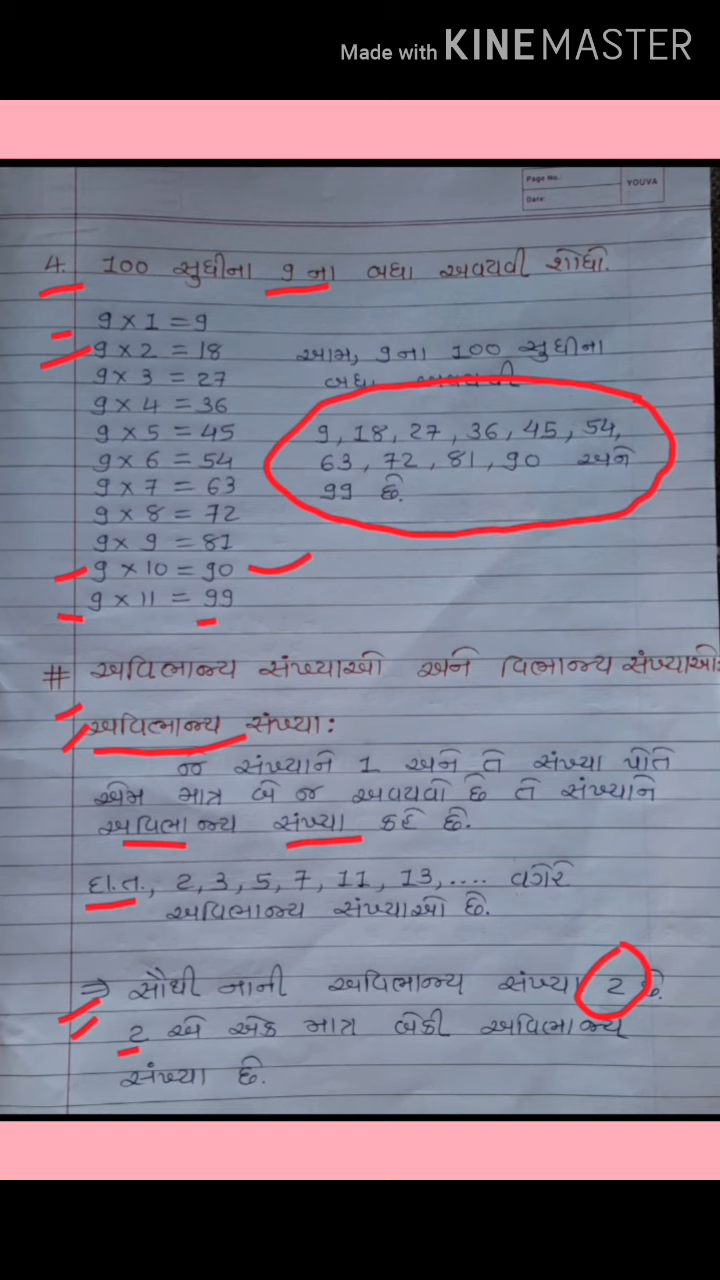 Made with KINEMASTER
Page No.:
Date:
YOUVA
4. 100 સુધીના 9 ના બધા અવયવી શોધો.
9 × 1 = 9
9 × 2 = 18
9 × 3 = 27
9 × 4 = 36
9 × 5 = 45
9 × 6 = 54
9 × 7 = 63
9 × 8 = 72
9 × 9 = 81
9 × 10 = 90
9 × 11 = 99
આમ, 9 ના 100 સુધીના
બધા અવયવી
9, 18, 27, 36, 45, 54,
63, 72, 81, 90 અને
99 છે.
# અવિભાજ્ય સંખ્યાઓ અને વિભાજ્ય સંખ્યાઓ:
અવિભાજ્ય સંખ્યા:
જે સંખ્યાને 1 અને તે સંખ્યા પોતે
એમ માત્ર બે જ અવયવો છે તે સંખ્યાને
અવિભાજ્ય સંખ્યા કહે છે.
દા.ત., 2, 3, 5, 7, 11, 13, .... વગેરે
અવિભાજ્ય સંખ્યાઓ છે.
⇒ સૌથી નાની અવિભાજ્ય સંખ્યા 2 છે.
2 એ એક માત્ર બેકી અવિભાજ્ય
સંખ્યા છે.